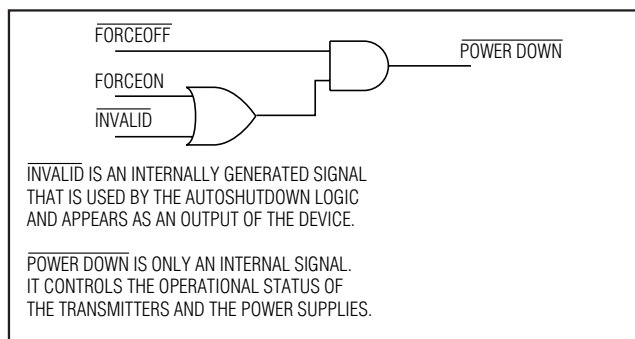 FORCEOFF
POWER DOWN
FORCEON
INVALID
INVALID IS AN INTERNALLY GENERATED SIGNAL
THAT IS USED BY THE AUTOSHUTDOWN LOGIC
AND APPEARS AS AN OUTPUT OF THE DEVICE.
POWER DOWN IS ONLY AN INTERNAL SIGNAL.
IT CONTROLS THE OPERATIONAL STATUS OF
THE TRANSMITTERS AND THE POWER SUPPLIES.